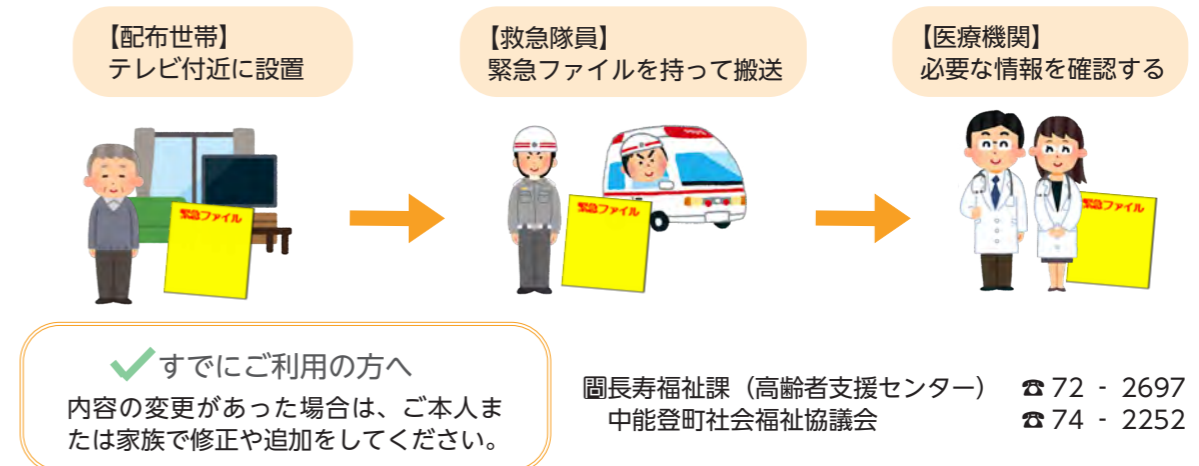 【配布世帯】
テレビ付近に設置
【救急隊員】
緊急ファイルを持って搬送
【医療機関】
必要な情報を確認する
緊急ファイル
緊急ファイル
緊急ファイル
すでにご利用の方へ
内容の変更があった場合は、ご本人ま
たは家族で修正や追加をしてください。
問長寿福祉課（高齢者支援センター） ☎72 - 2697
中能登町社会福祉協議会 ☎74 - 2252